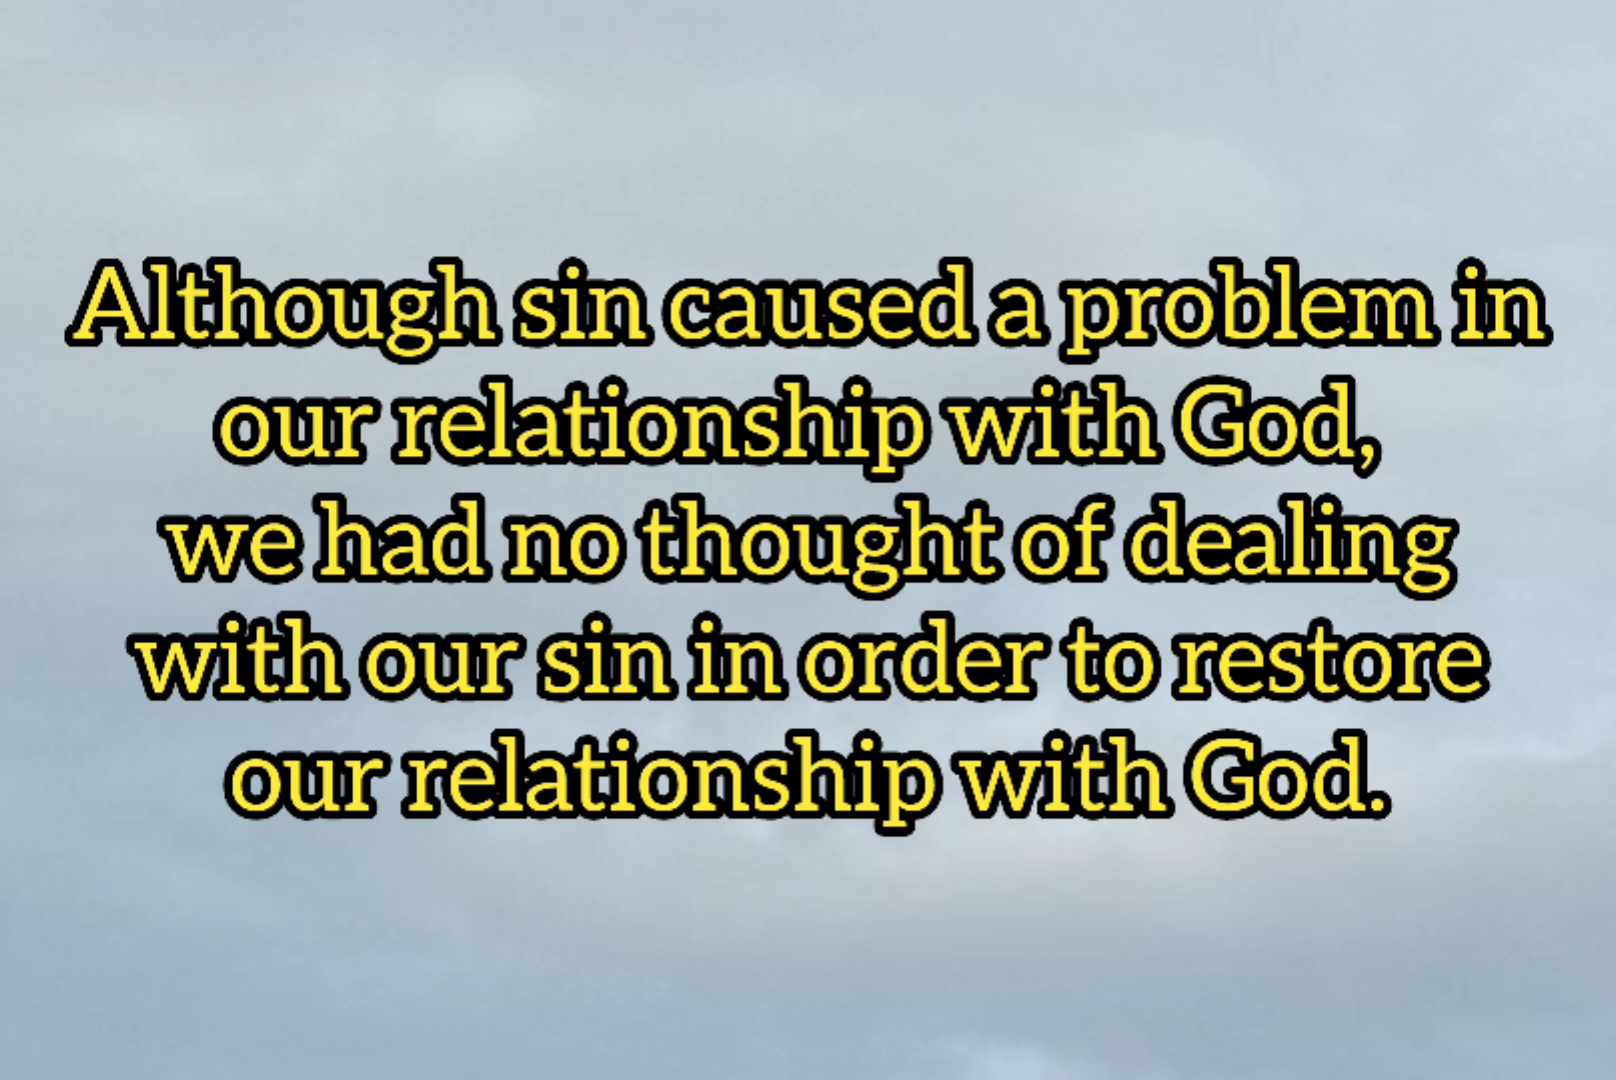 Although sin caused a problem in
our relationship with God,
we had no thought of dealing
with our sin in order to restore
our relationship with God.